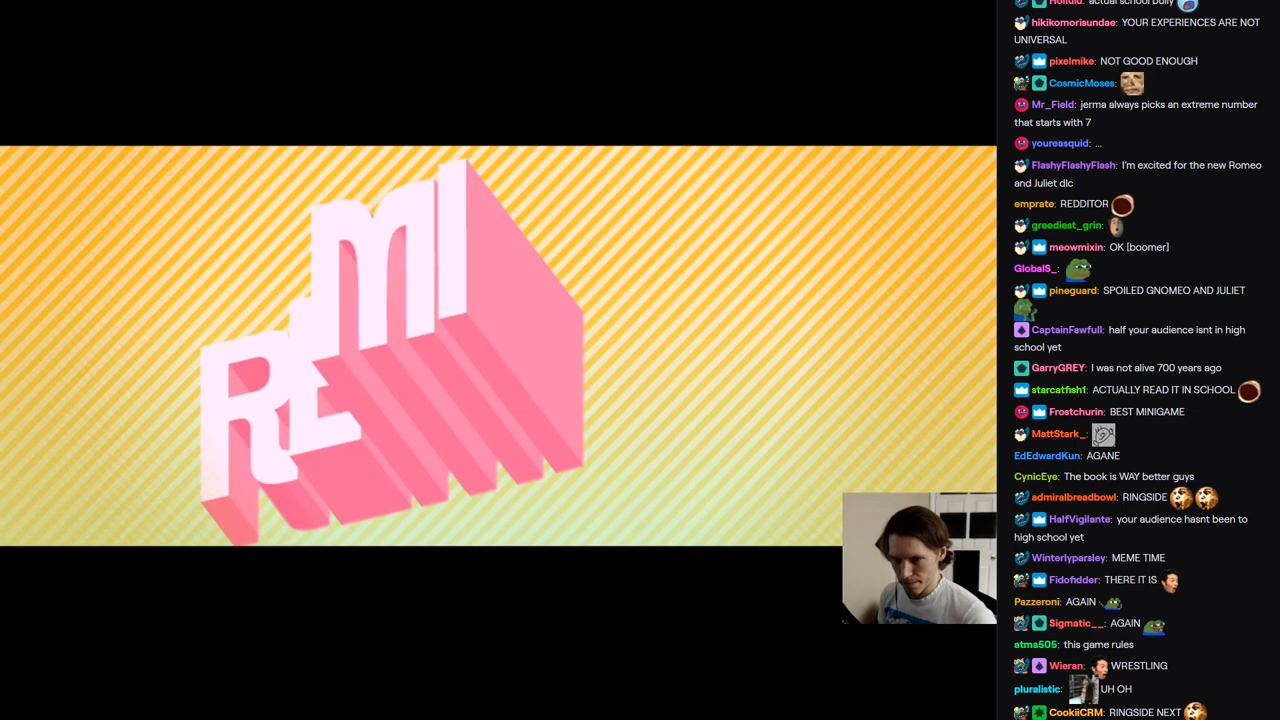 REMI
Hollulu: actual school bully
hikikomorisundae: YOUR EXPERIENCES ARE NOT
UNIVERSAL
pixelmike: NOT GOOD ENOUGH
CosmicMoses:
Mr_Field: jerma always picks an extreme number
that starts with 7
youreasquid: ...
FlashyFlashyFlash: I'm excited for the new Romeo
and Juliet dlc
emprate: REDDITOR
greediest_grin:
meowmixin: OK [boomer]
GlobalS_:
pineguard: SPOILED GNOMEO AND JULIET
CaptainFawfull: half your audience isnt in high
school yet
GarryGREY: I was not alive 700 years ago
starcatfish1: ACTUALLY READ IT IN SCHOOL
Frostchurin: BEST MINIGAME
MattStark_:
EdEdwardKun: AGANE
CynicEye: The book is WAY better guys
admiralbreadbowl: RINGSIDE
HalfVigilante: your audience hasnt been to
high school yet
Winterlyparsley: MEME TIME
Fidofidder: THERE IT IS
Pazzeroni: AGAIN
Sigmatic__: AGAIN
atma505: this game rules
Wieran: WRESTLING
pluralistic: UH OH
CookiiCRM: RINGSIDE NEXT